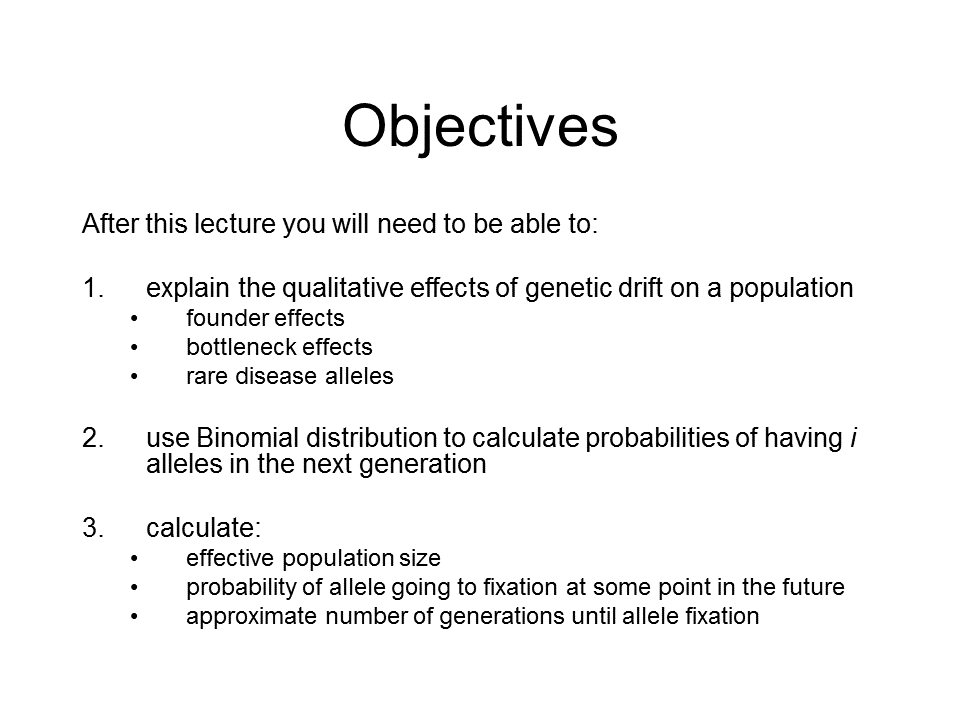 Objectives
After this lecture you will need to be able to:
1. explain the qualitative effects of genetic drift on a population
• founder effects
• bottleneck effects
• rare disease alleles
2. use Binomial distribution to calculate probabilities of having i
alleles in the next generation
3. calculate:
• effective population size
• probability of allele going to fixation at some point in the future
• approximate number of generations until allele fixation